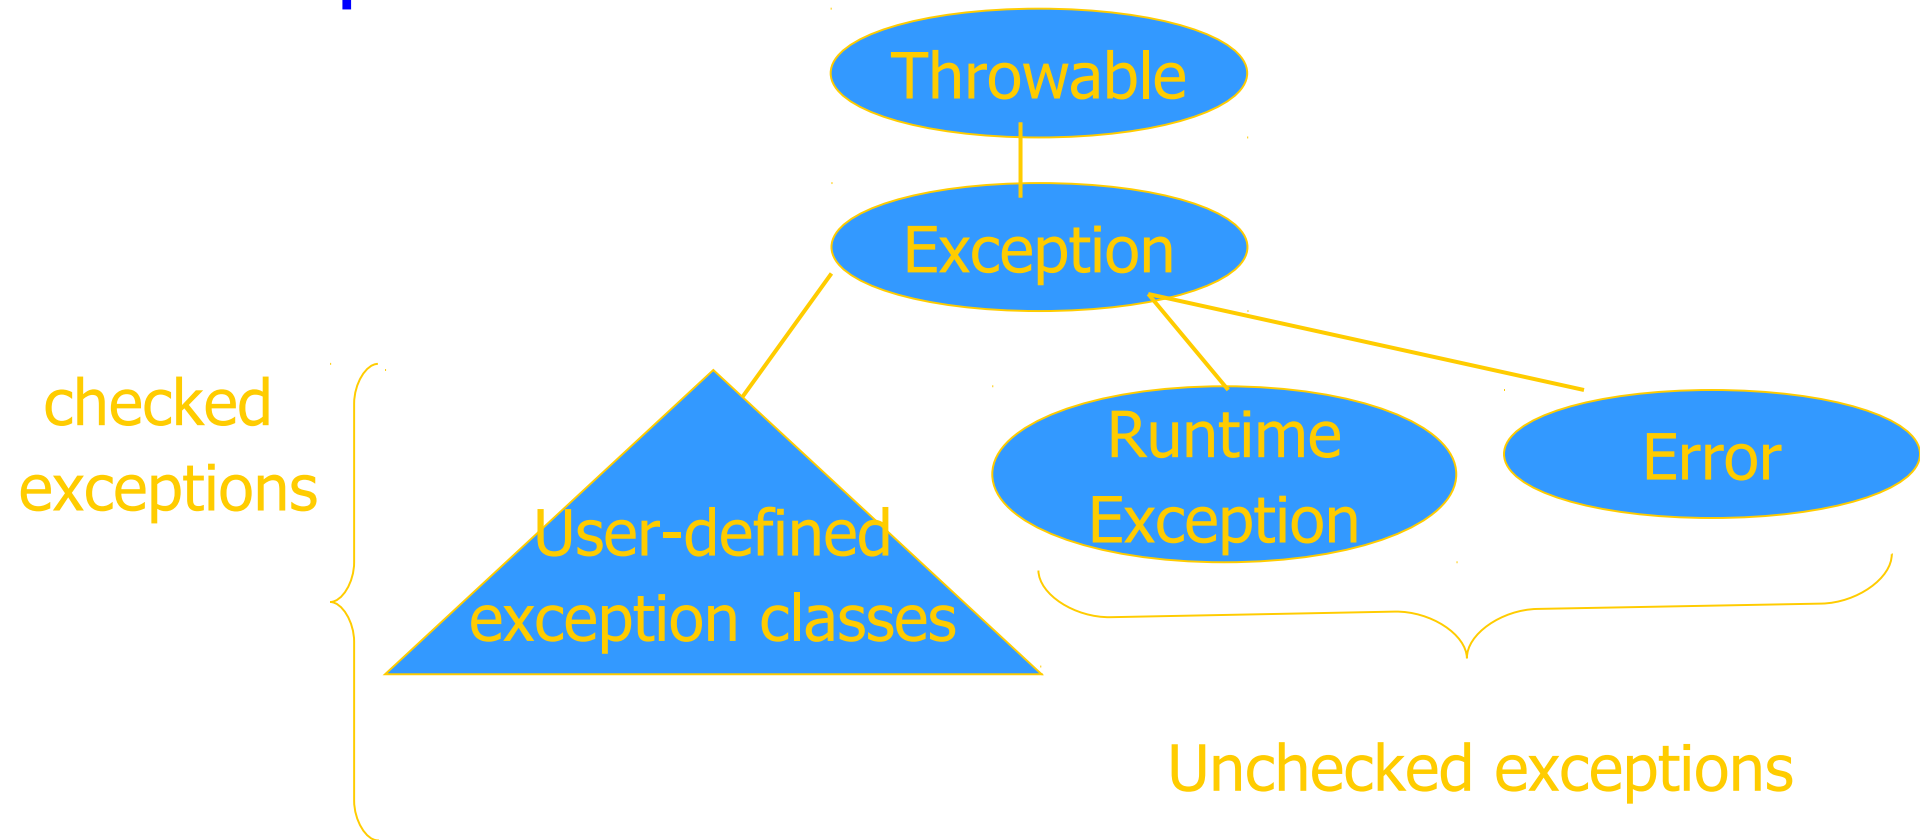 Throwable
Exception
checked
exceptions
User-defined
exception classes
Runtime
Exception
Error
Unchecked exceptions